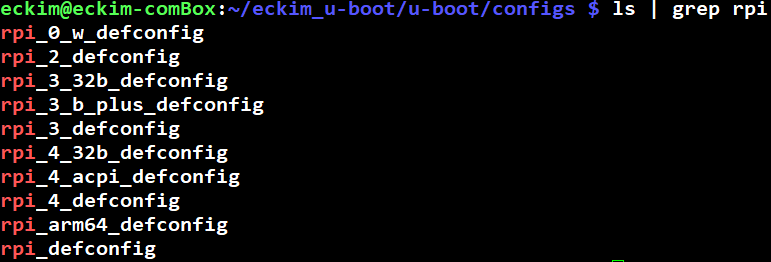 eckim@eckim-comBox:~/eckim_u-boot/u-boot/configs $ ls | grep rpi
rpi_0_w_defconfig
rpi_2_defconfig
rpi_3_32b_defconfig
rpi_3_b_plus_defconfig
rpi_3_defconfig
rpi_4_32b_defconfig
rpi_4_acpi_defconfig
rpi_4_defconfig
rpi_arm64_defconfig
rpi_defconfig